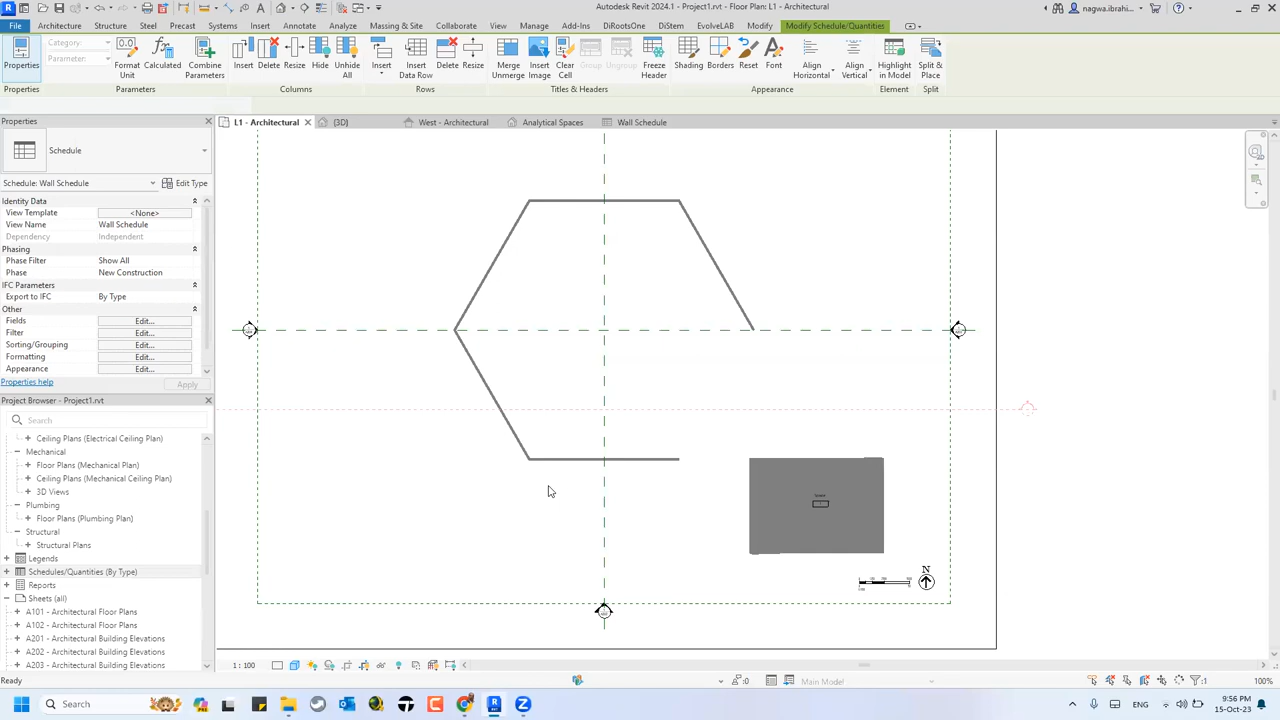 Autodesk Revit 2024.1 - Project1.rvt - Floor Plan: L1 - Architectural
nagwa.ibrahi...
File Architecture Structure Steel Precast Systems Insert Annotate Analyze Massing & Site Collaborate View Manage Add-Ins DiRootsOne DiStem EvolveLAB Modify Modify Schedule/Quantities
Category:
Parameter:
Properties
Format Unit
Calculated
Combine Parameters
Insert
Delete
Resize
Hide
Unhide All
Insert
Insert Data Row
Delete
Resize
Merge Unmerge
Insert Image
Clear Cell
Group
Ungroup
Freeze Header
Shading
Borders
Reset
Font
Align Horizontal
Align Vertical
Highlight in Model
Split & Place
Properties Parameters Columns Rows Titles & Headers Appearance Element Split
Properties
L1 - Architectural
{3D}
West - Architectural
Analytical Spaces
Wall Schedule
Schedule
Schedule: Wall Schedule
Edit Type
Identity Data
View Template <None>
View Name Wall Schedule
Dependency Independent
Phasing
Phase Filter Show All
Phase New Construction
IFC Parameters
Export to IFC By Type
Other
Fields Edit...
Filter Edit...
Sorting/Grouping Edit...
Formatting Edit...
Appearance Edit...
Properties help
Apply
Project Browser - Project1.rvt
Search
Ceiling Plans (Electrical Ceiling Plan)
Mechanical
Floor Plans (Mechanical Plan)
Ceiling Plans (Mechanical Ceiling Plan)
3D Views
Plumbing
Floor Plans (Plumbing Plan)
Structural
Structural Plans
Legends
Schedules/Quantities (By Type)
Reports
Sheets (all)
A101 - Architectural Floor Plans
A102 - Architectural Floor Plans
A201 - Architectural Building Elevations
A202 - Architectural Building Elevations
A203 - Architectural Building Elevations
Space
N
1 : 100
:0
Main Model
:1
100%
Search
ENG
9:56 PM
15-Oct-23